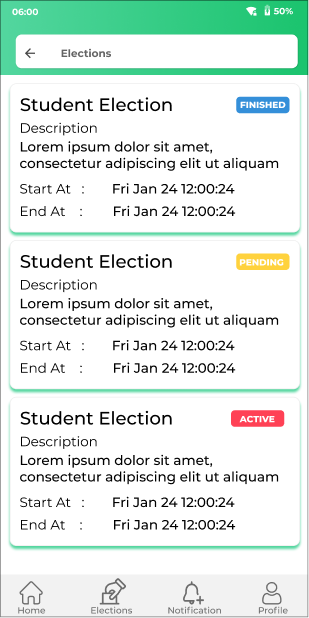 06:00 50%
Elections
Student Election FINISHED
Description
Lorem ipsum dolor sit amet,
consectetur adipiscing elit ut aliquam
Start At : Fri Jan 24 12:00:24
End At : Fri Jan 24 12:00:24
Student Election PENDING
Description
Lorem ipsum dolor sit amet,
consectetur adipiscing elit ut aliquam
Start At : Fri Jan 24 12:00:24
End At : Fri Jan 24 12:00:24
Student Election ACTIVE
Description
Lorem ipsum dolor sit amet,
consectetur adipiscing elit ut aliquam
Start At : Fri Jan 24 12:00:24
End At : Fri Jan 24 12:00:24
Home Elections Notification Profile